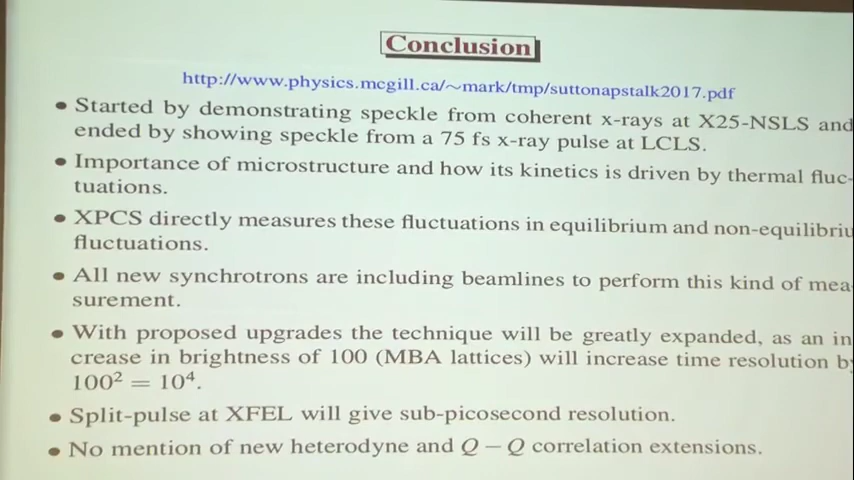 Conclusion
http://www.physics.mcgill.ca/~mark/tmp/suttonapstalk2017.pdf
• Started by demonstrating speckle from coherent x-rays at X25-NSLS and
ended by showing speckle from a 75 fs x-ray pulse at LCLS.
• Importance of microstructure and how its kinetics is driven by thermal fluc-
tuations.
• XPCS directly measures these fluctuations in equilibrium and non-equilibriu
fluctuations.
• All new synchrotrons are including beamlines to perform this kind of mea-
surement.
• With proposed upgrades the technique will be greatly expanded, as an in
crease in brightness of 100 (MBA lattices) will increase time resolution by
100² = 10⁴.
• Split-pulse at XFEL will give sub-picosecond resolution.
• No mention of new heterodyne and Q − Q correlation extensions.